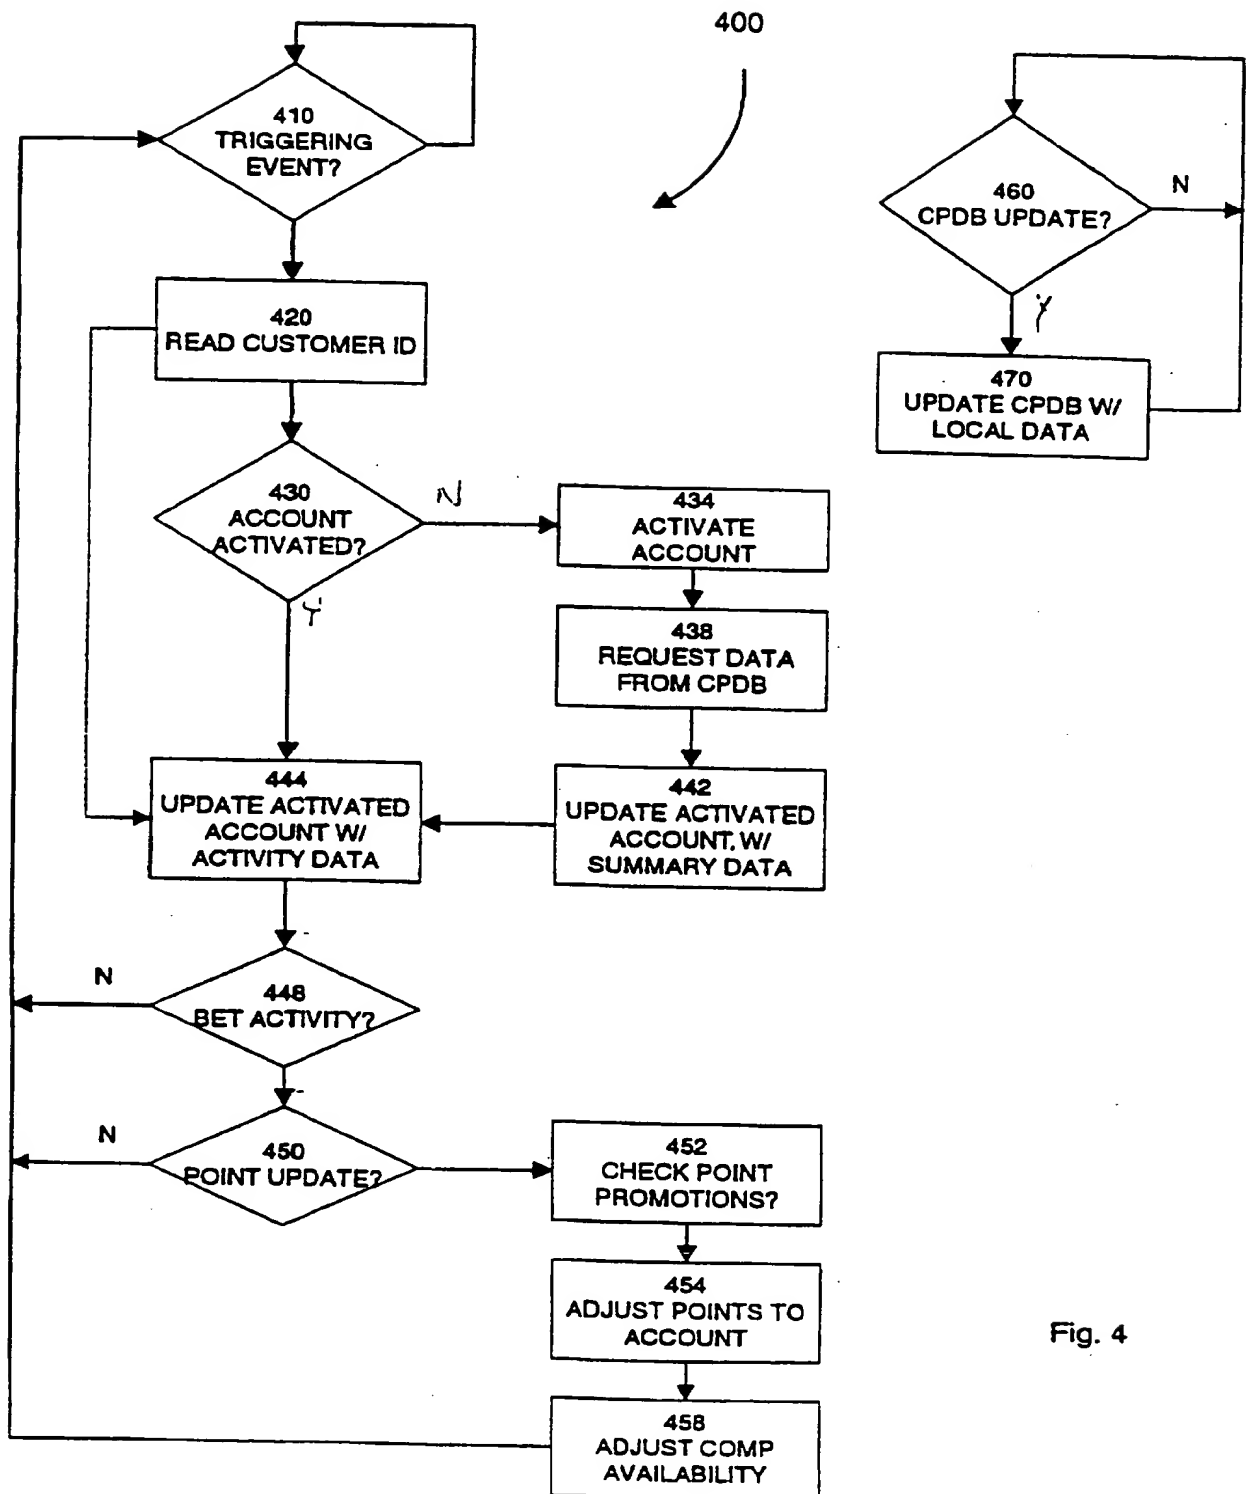 400
410
TRIGGERING
EVENT?
420
READ CUSTOMER ID
430
ACCOUNT
ACTIVATED?
N
Y
434
ACTIVATE
ACCOUNT
438
REQUEST DATA
FROM CPDB
442
UPDATE ACTIVATED
ACCOUNT. W/
SUMMARY DATA
444
UPDATE ACTIVATED
ACCOUNT W/
ACTIVITY DATA
448
BET ACTIVITY?
N
450
POINT UPDATE?
N
452
CHECK POINT
PROMOTIONS?
454
ADJUST POINTS TO
ACCOUNT
458
ADJUST COMP
AVAILABILITY
460
CPDB UPDATE?
N
Y
470
UPDATE CPDB W/
LOCAL DATA
Fig. 4